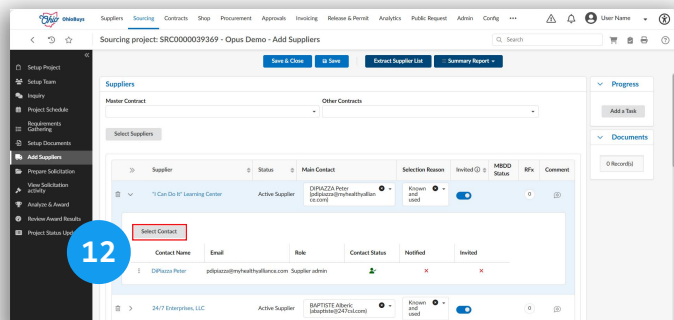 Ohio OhioBuys Suppliers Sourcing Contracts Shop Procurement Approvals Invoicing Release & Permit Analytics Public Request Admin Config ••• User Name
Sourcing project: SRC0000039369 - Opus Demo - Add Suppliers Search
Save & Close Save Extract Supplier List Summary Report
Setup Project
Setup Team
Inquiry
Project Schedule
Requirements
Gathering
Setup Documents
Add Suppliers
Prepare Solicitation
View Solicitation
activity
Analyze & Award
Review Award Results
Project Status Upd
Suppliers
Master Contract Other Contracts
Select Suppliers
Supplier Status Main Contact Selection Reason Invited MBDD Status RFx Comment
"I Can Do It" Learning Center Active Supplier DIPIAZZA Peter (pdipiazza@myhealthyallian ce.com) Known and used 0
Select Contact
12
Contact Name Email Role Contact Status Notified Invited
DiPiazza Peter pdipiazza@myhealthyalliance.com Supplier admin
24/7 Enterprises, LLC Active Supplier BAPTISTE Alberic (abaptiste@247csl.com) Known and used 0
Progress
Add a Task
Documents
0 Record(s)